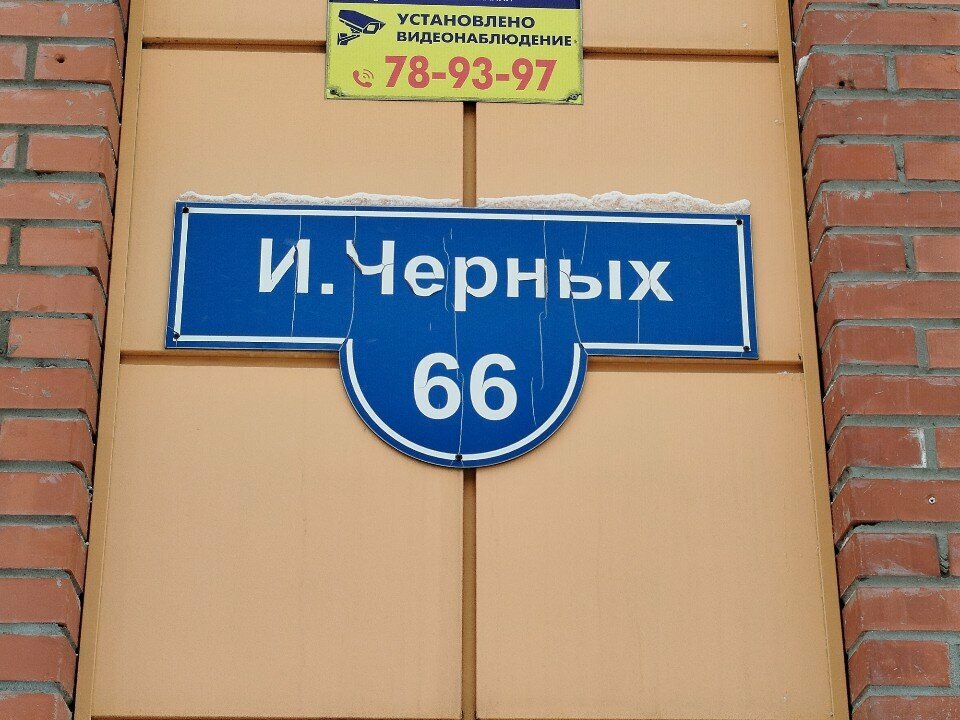 УСТАНОВЛЕНО
ВИДЕОНАБЛЮДЕНИЕ
78-93-97
И. Черных
66